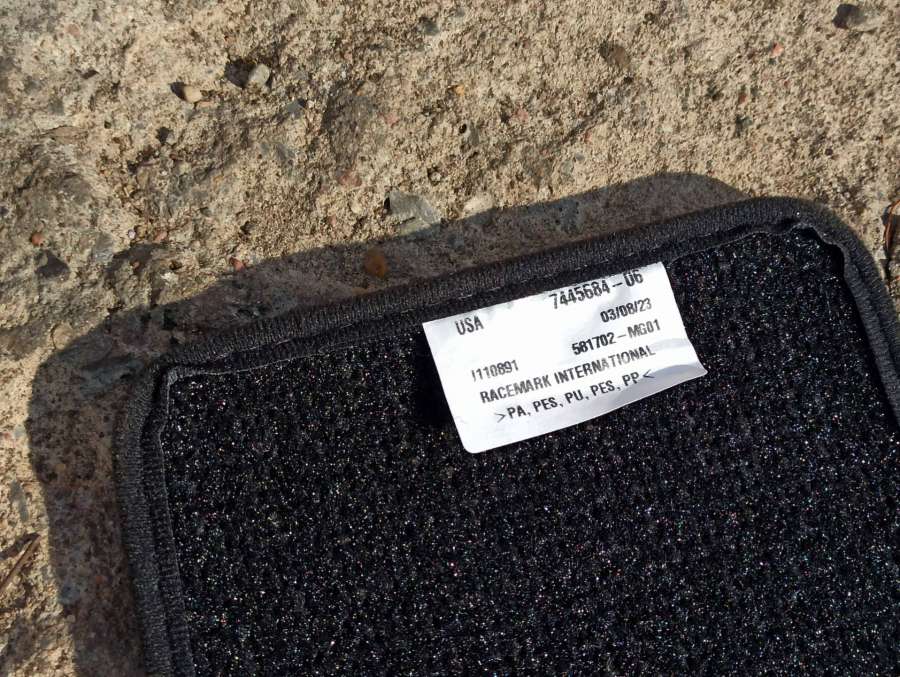 USA 7445684-06
03/08/23
I110891 581702-MG01
RACEMARK INTERNATIONAL
>PA, PES, PU, PES, PP<